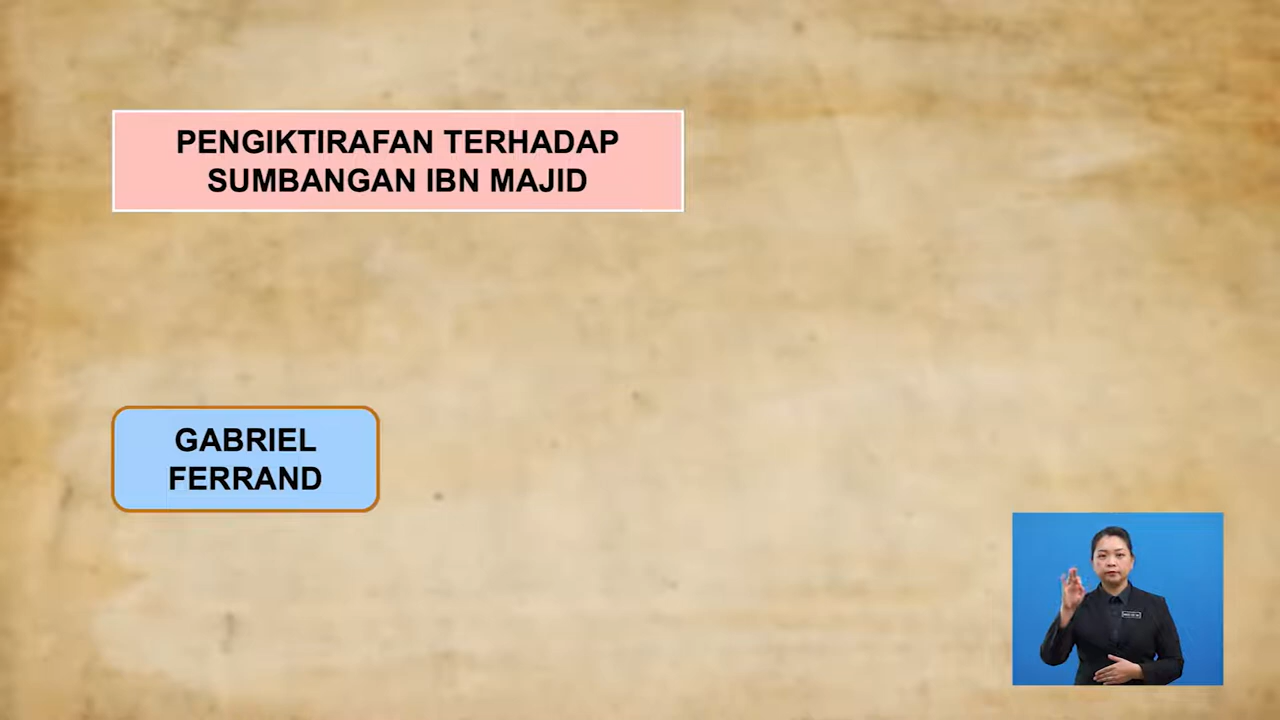 PENGIKTIRAFAN TERHADAP
SUMBANGAN IBN MAJID
GABRIEL
FERRAND